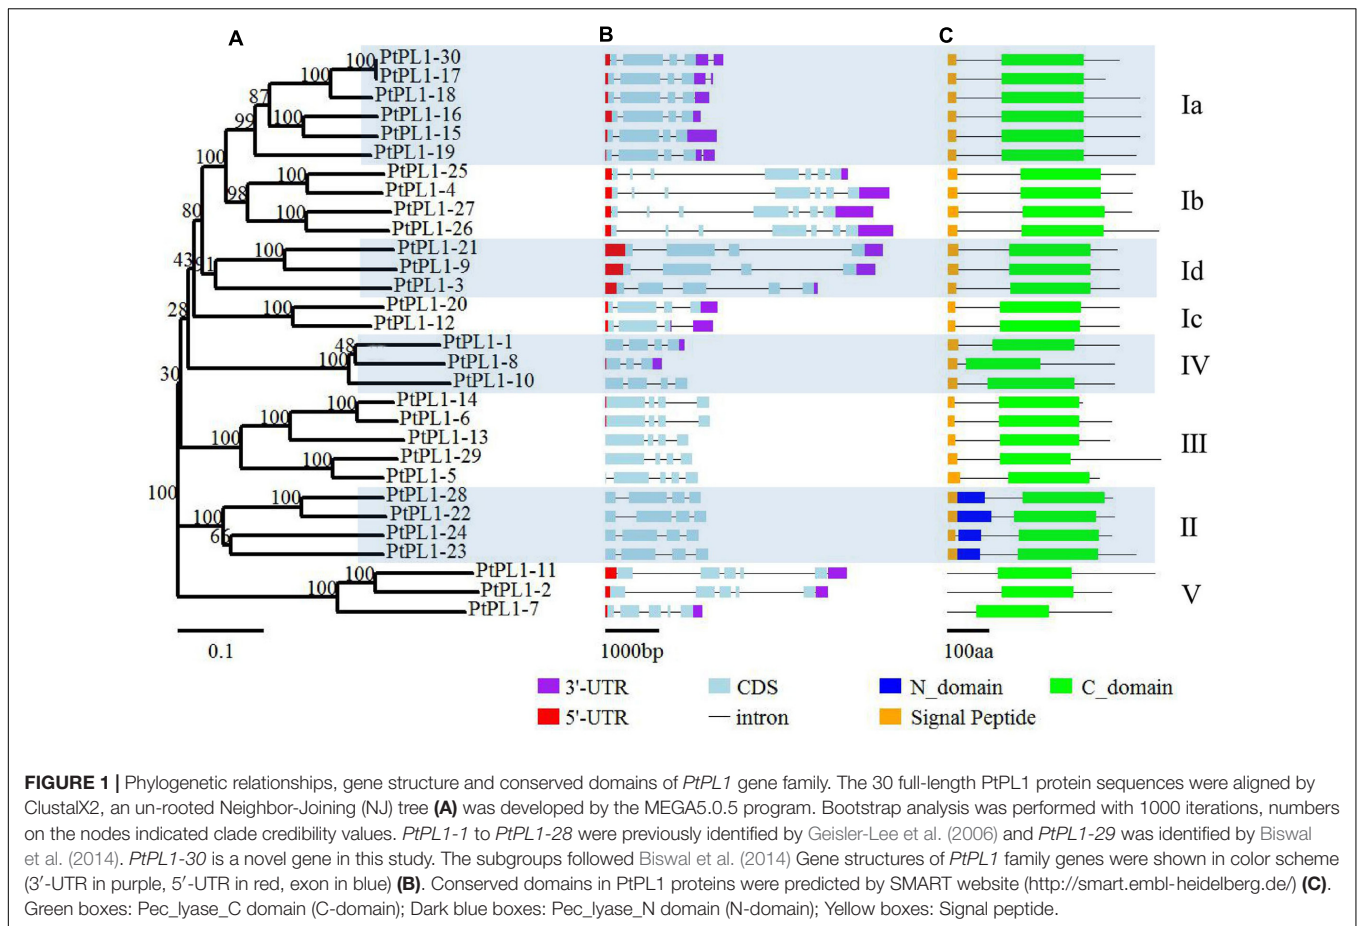 A
B
C
100
PtPL1-30
100
PtPL1-17
87
PtPL1-18
Ia
99
100
PtPL1-16
PtPL1-15
100
PtPL1-19
100
PtPL1-25
98
PtPL1-4
Ib
80
100
PtPL1-27
PtPL1-26
43
91
100
PtPL1-21
PtPL1-9
Id
PtPL1-3
28
100
PtPL1-20
Ic
PtPL1-12
48
PtPL1-1
100
PtPL1-8
IV
30
PtPL1-10
100
PtPL1-14
100
PtPL1-6
100
PtPL1-13
III
100
PtPL1-29
PtPL1-5
100
100
PtPL1-28
100
PtPL1-22
II
66
PtPL1-24
PtPL1-23
100
PtPL1-11
100
PtPL1-2
V
PtPL1-7
0.1
1000bp
100aa
3'-UTR
CDS
N_domain
C_domain
5'-UTR
intron
Signal Peptide
FIGURE 1 | Phylogenetic relationships, gene structure and conserved domains of PtPL1 gene family. The 30 full-length PtPL1 protein sequences were aligned by
ClustalX2, an un-rooted Neighbor-Joining (NJ) tree (A) was developed by the MEGA5.0.5 program. Bootstrap analysis was performed with 1000 iterations, numbers
on the nodes indicated clade credibility values. PtPL1-1 to PtPL1-28 were previously identified by Geisler-Lee et al. (2006) and PtPL1-29 was identified by Biswal
et al. (2014). PtPL1-30 is a novel gene in this study. The subgroups followed Biswal et al. (2014) Gene structures of PtPL1 family genes were shown in color scheme
(3′-UTR in purple, 5′-UTR in red, exon in blue) (B). Conserved domains in PtPL1 proteins were predicted by SMART website (http://smart.embl-heidelberg.de/) (C).
Green boxes: Pec_lyase_C domain (C-domain); Dark blue boxes: Pec_lyase_N domain (N-domain); Yellow boxes: Signal peptide.